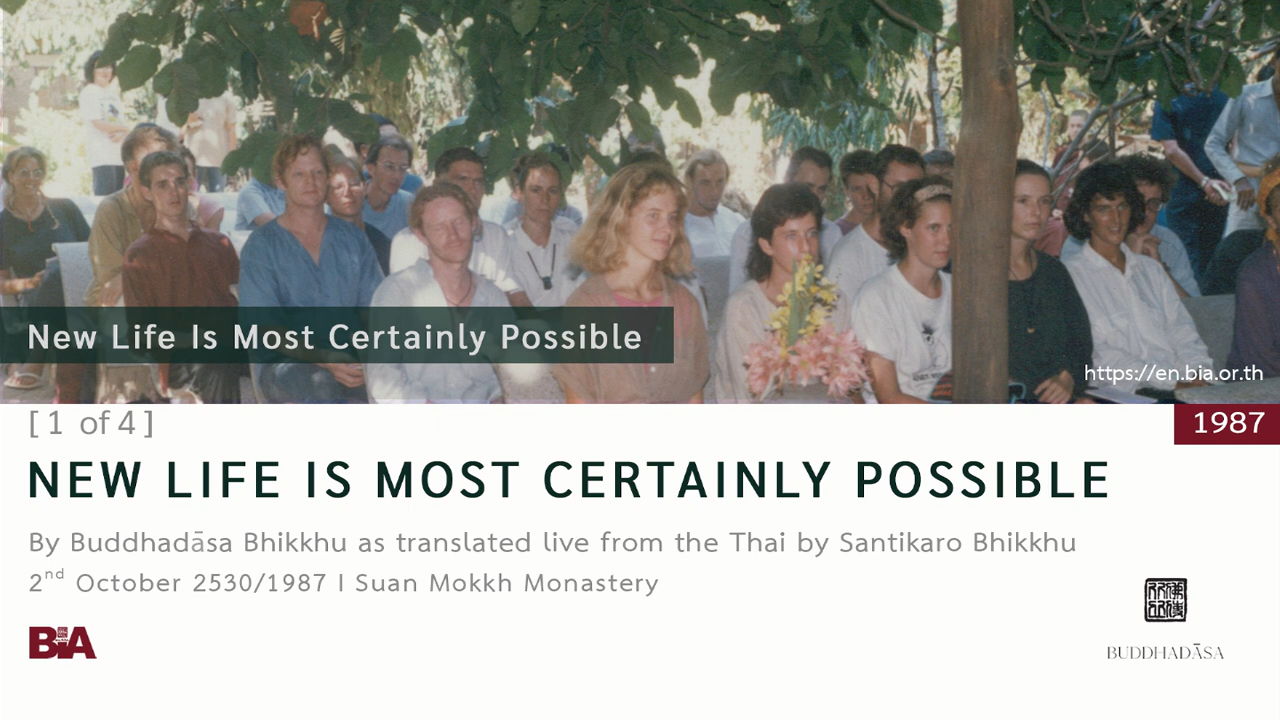 New Life Is Most Certainly Possible
https://en.bia.or.th
[ 1 of 4 ]
1987
NEW LIFE IS MOST CERTAINLY POSSIBLE
By Buddhadāsa Bhikkhu as translated live from the Thai by Santikaro Bhikkhu
2nd October 2530/1987 I Suan Mokkh Monastery
BIA
BUDDHADĀSA